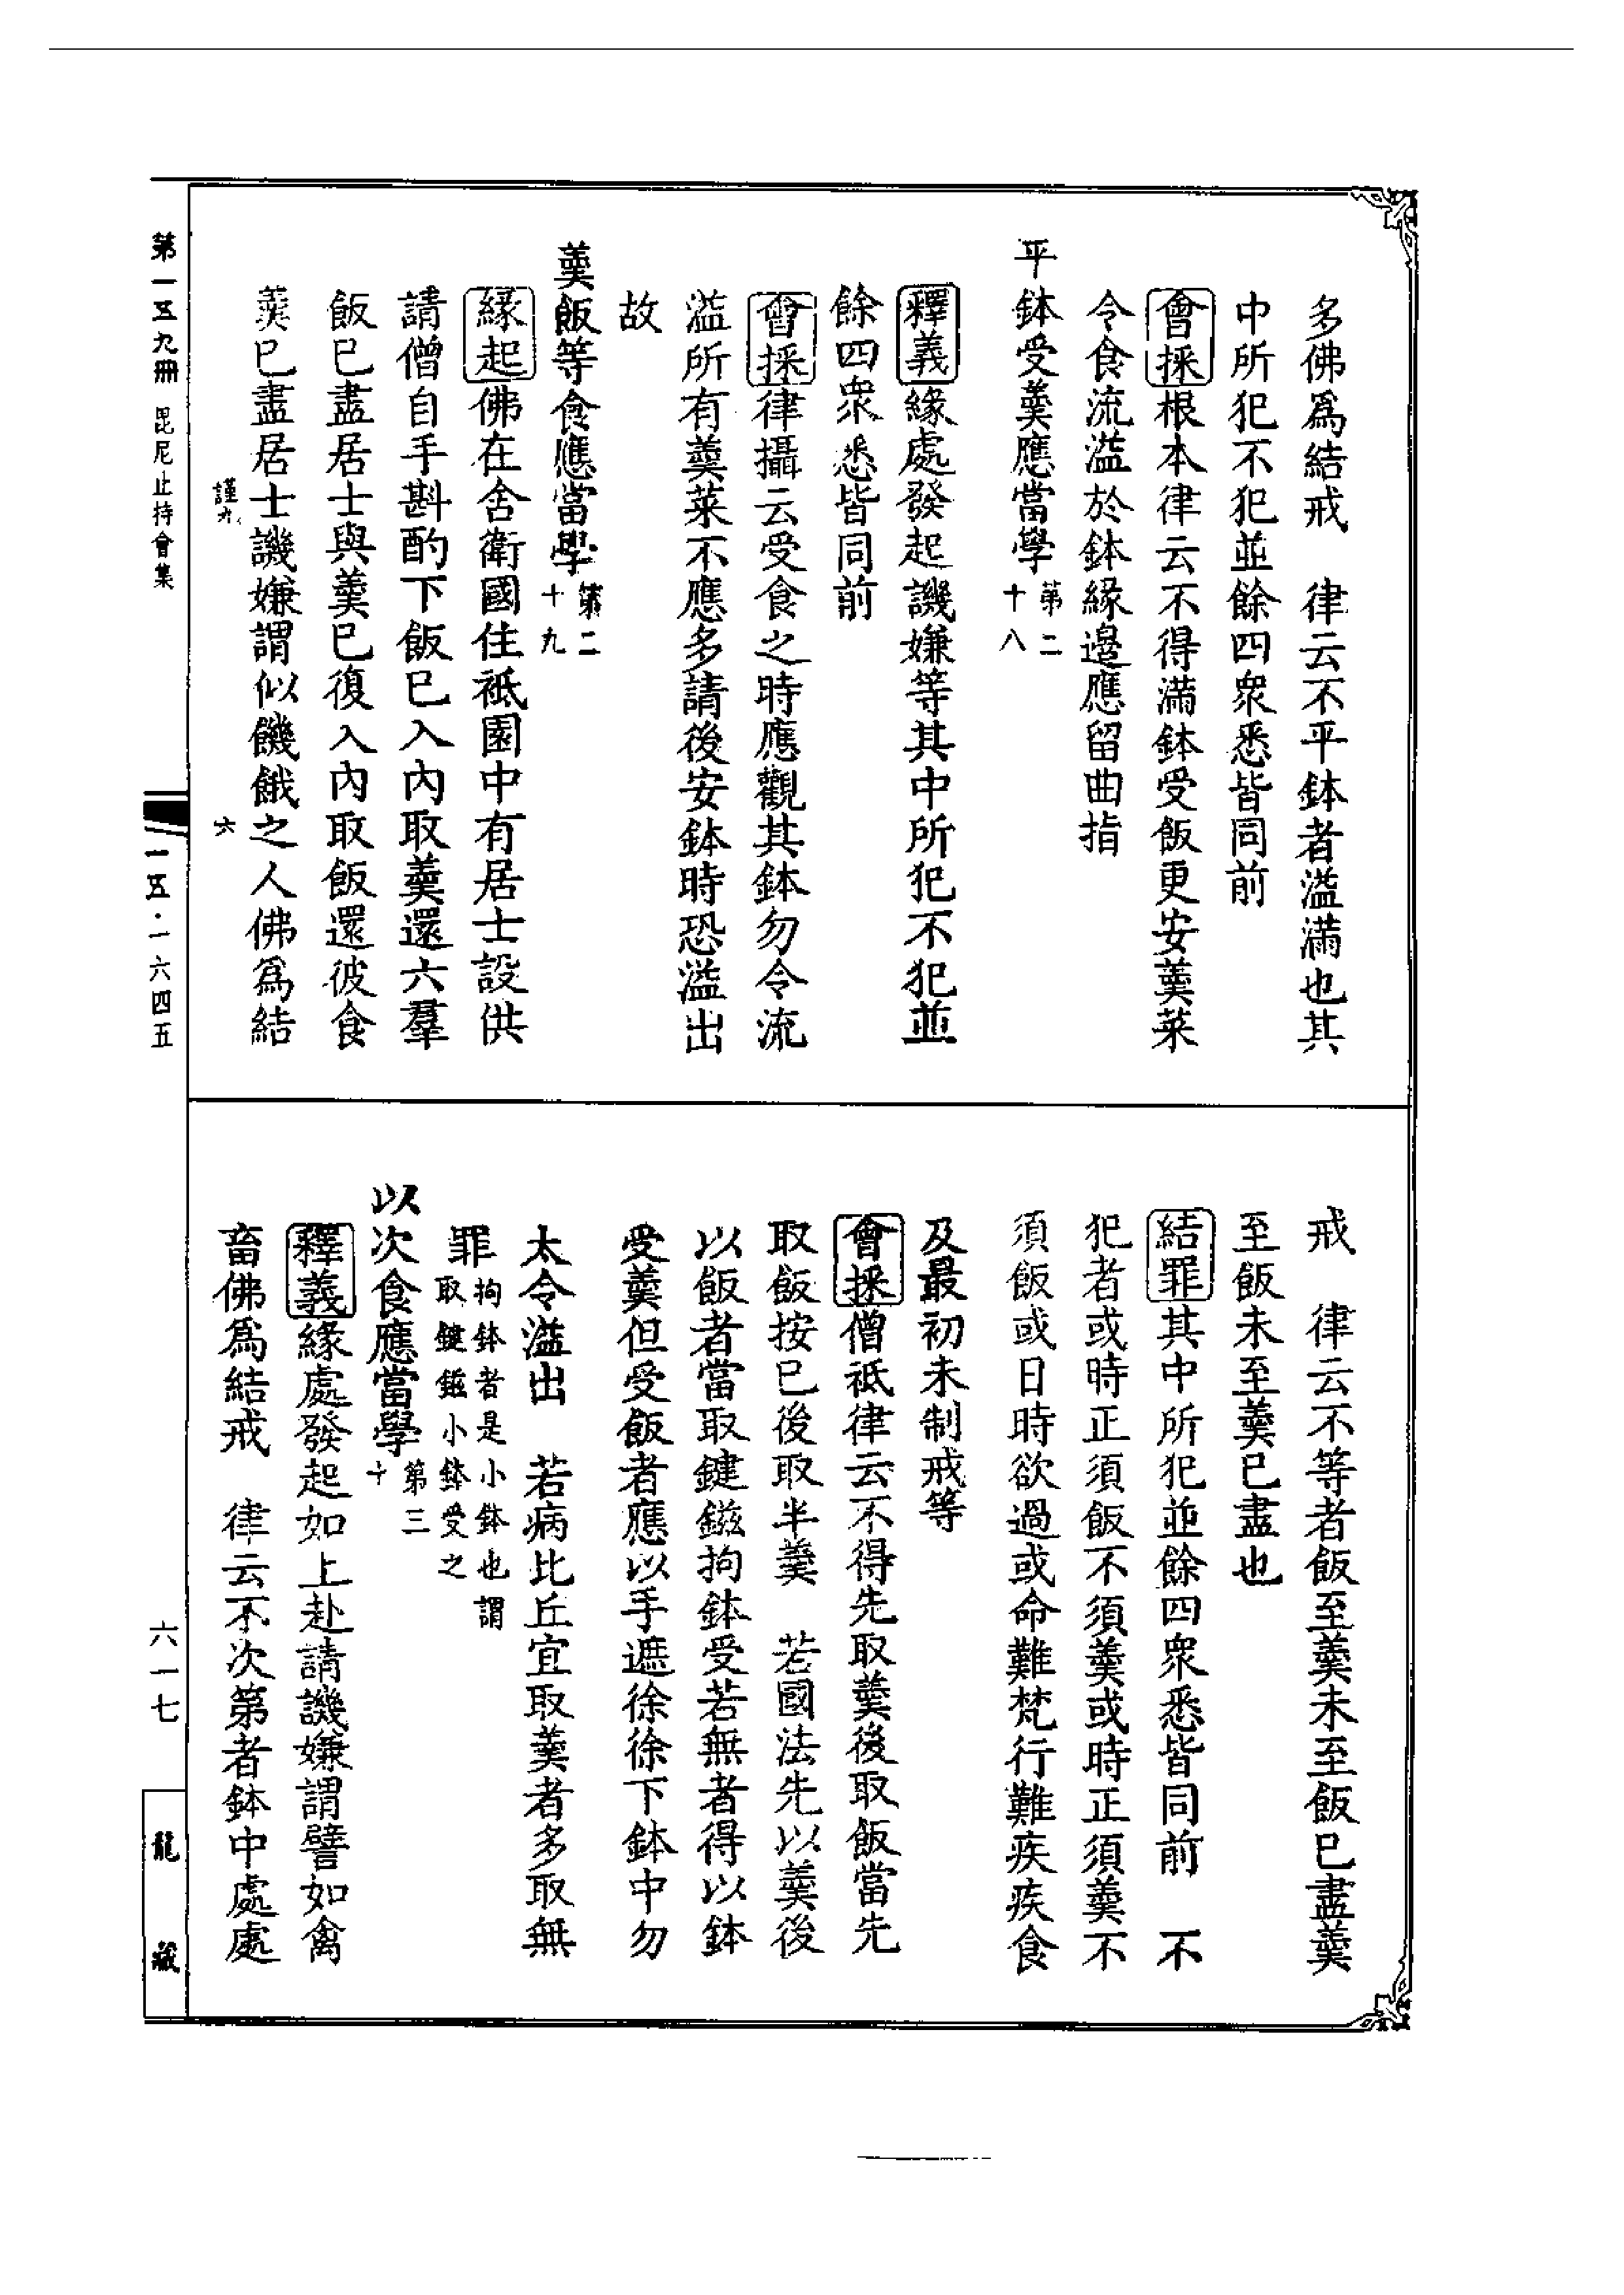 多佛爲結戒　律云不平鉢者溢滿也其
中所犯不犯並餘四衆悉皆同前
會採根本律云不得滿鉢受飯更安羹菜
令食流溢於鉢緣邊應留曲指
平鉢受羹應當學第二十八
釋義緣處發起譏嫌等其中所犯不犯並
餘四衆悉皆同前
會採律攝云受食之時應觀其鉢勿令流
溢所有羹菜不應多請後安鉢時恐溢出
故
羹飯等食應當學第二十九
緣起佛在舍衛國住祇園中有居士設供
請僧自手斟酌下飯已入內取羹還六羣
飯已盡居士與羹已復入內取飯還彼食
羹已盡居士譏嫌謂似饑餓之人佛爲結
謹九
六
戒　律云不等者飯至羹未至飯已盡羹
至飯未至羹已盡也
結罪其中所犯並餘四衆悉皆同前　不
犯者或時正須飯不須羹或時正須羹不
須飯或日時欲過或命難梵行難疾疾食
及最初未制戒等
會採僧祇律云不得先取羹後取飯當先
取飯按已後取半羹　若國法先以羹後
以飯者當取鍵鎡拘鉢受若無者得以鉢
受羹但受飯者應以手遮徐徐下鉢中勿
太令溢出　若病比丘宜取羹者多取無
罪拘鉢者是小鉢也謂取鍵鎡小鉢受之
以次食應當學第三十
釋義緣處發起如上赴請譏嫌謂譬如禽
畜佛爲結戒　律云不次第者鉢中處處
第一五九冊　毘尼止持會集
一五·一六四五
六一七
龍藏